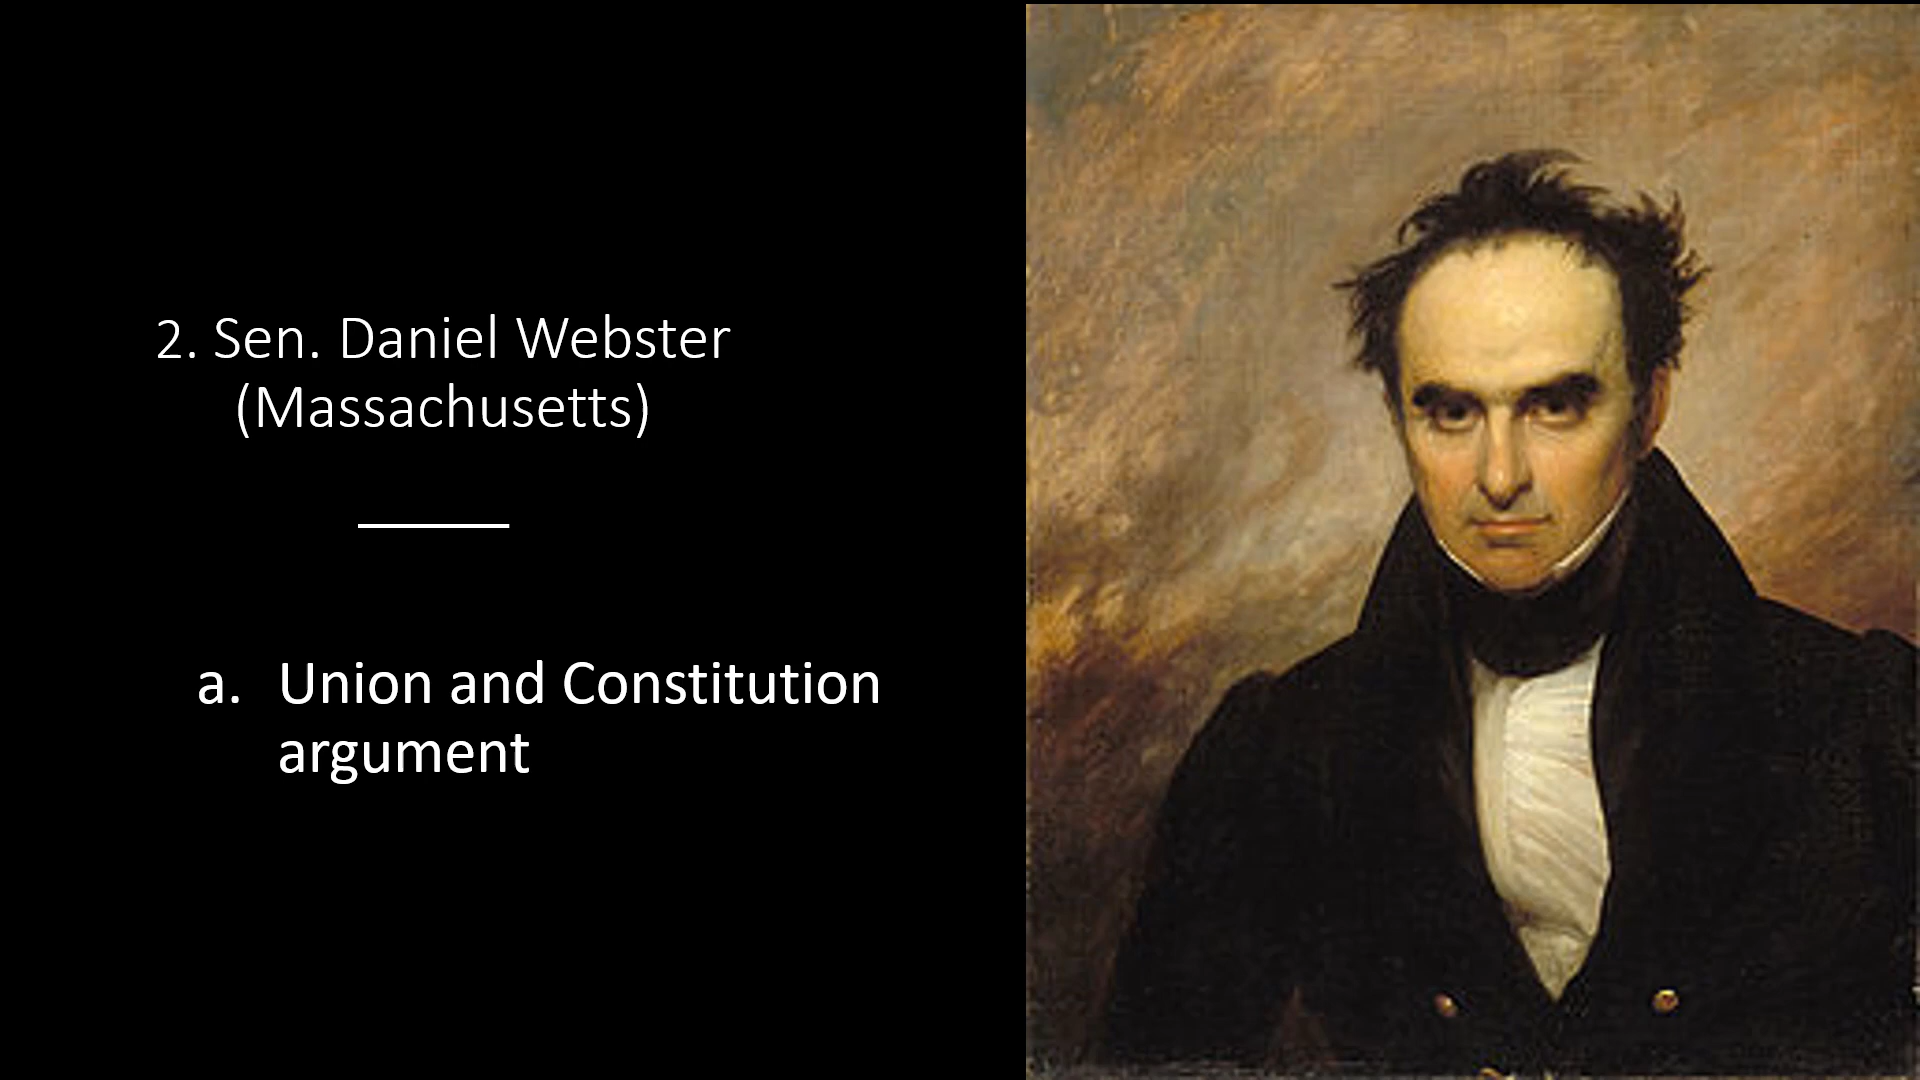 2. Sen. Daniel Webster
(Massachusetts)
a. Union and Constitution
argument